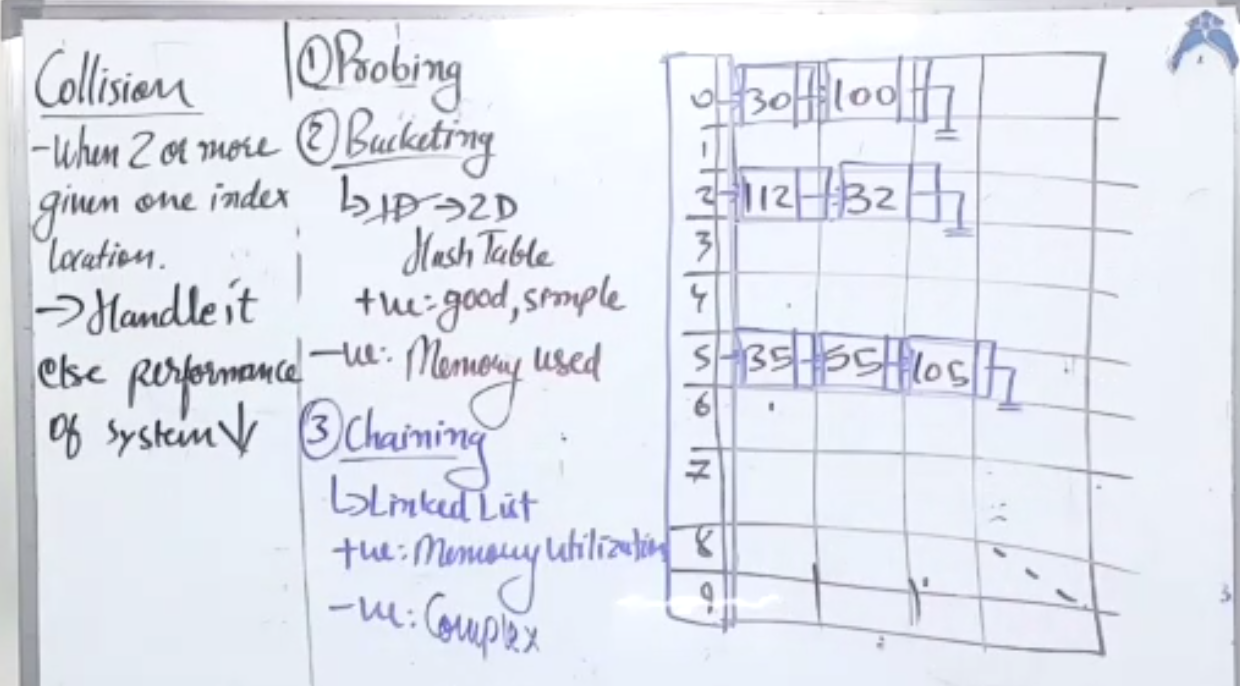 Collision
-When 2 or more
given one index
location.
→ Handle it
else performance
of system ↓
① Probing
② Bucketing
↳ 1D → 2D
Hash Table
+ve: good, simple
-ve: Memory used
③ Chaining
↳ Linked List
+ve: Memory utilization
-ve: Complex
0 30 100
1
2 112 32
3
4
5 35 55 105
6
7
8
9